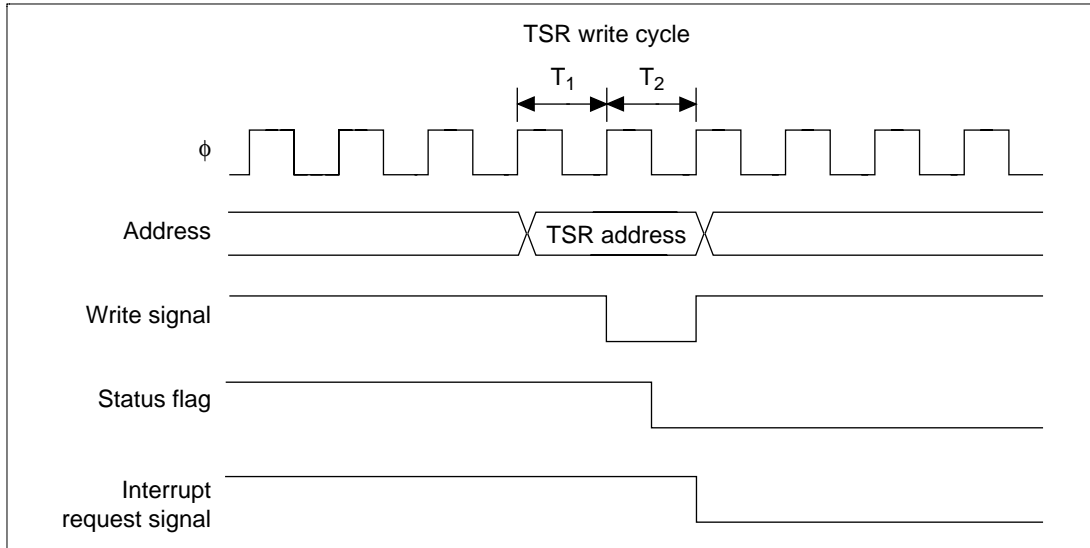 TSR write cycle
T1 T2
ϕ
Address
TSR address
Write signal
Status flag
Interrupt
request signal